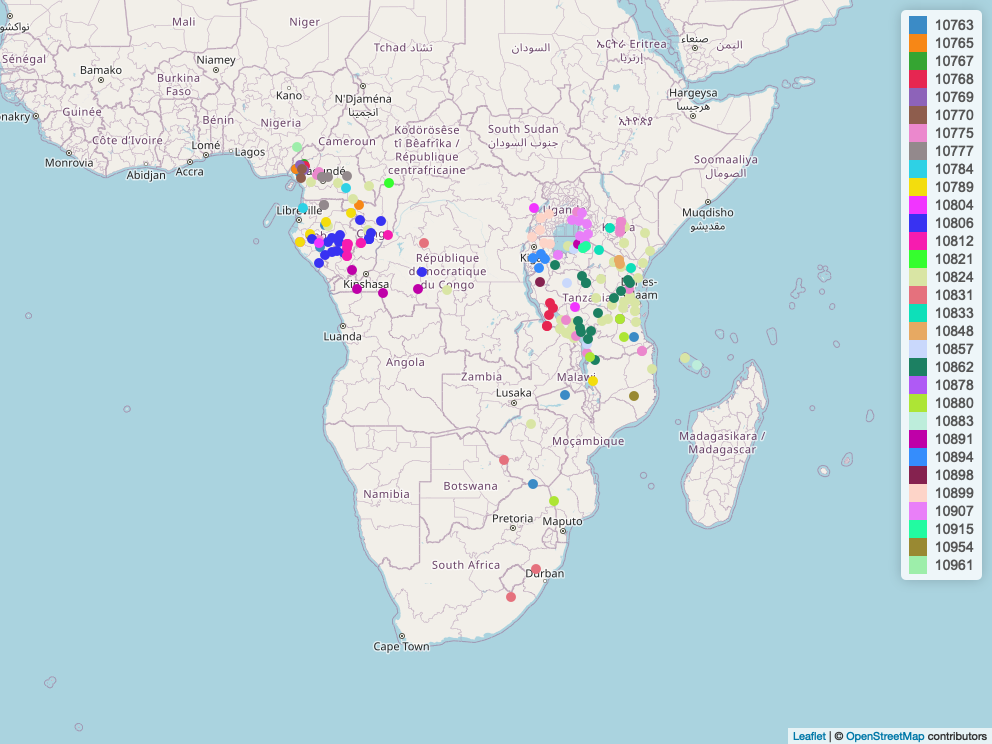 نواكشو
Mali
Niger
Tchad تشاد
السودان
ኤርትራ Eritrea
إرتريا
صنعاء
اليمن
Sénégal
Bamako
Niamey
Burkina
Faso
Kano
N'Djaména
انجمينا
Hargeysa
هرجيسا
nakry
Guinée
Bénin
Nigeria
Côte d'Ivoire
Lomé
Lagos
Cameroun
Ködörösêse
tî Bêafrîka /
République
centrafricaine
South Sudan
جنوب السودان
ኢትዮጵያ
Soomaaliya
الصومال
Monrovia
Abidjan
Accra
Libreville
Muqdisho
مقديشو
République
démocratique
du Congo
Kinshasa
Luanda
Angola
Zambia
Malawi
Lusaka
Moçambique
Madagasikara /
Madagascar
Namibia
Botswana
Pretoria
Maputo
South Africa
Durban
Cape Town
10763
10765
10767
10768
10769
10770
10775
10777
10784
10789
10804
10806
10812
10821
10824
10831
10833
10848
10857
10862
10878
10880
10883
10891
10894
10898
10899
10907
10915
10954
10961
Leaflet | © OpenStreetMap contributors